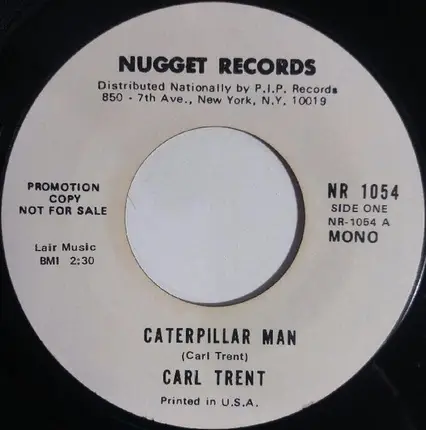 NUGGET RECORDS
Distributed Nationally by P.I.P. Records
850 - 7th Ave., New York, N.Y. 10019
PROMOTION
COPY
NOT FOR SALE
Lair Music
BMI 2:30
NR 1054
SIDE ONE
NR-1054 A
MONO
CATERPILLAR MAN
(Carl Trent)
CARL TRENT
Printed in U.S.A.